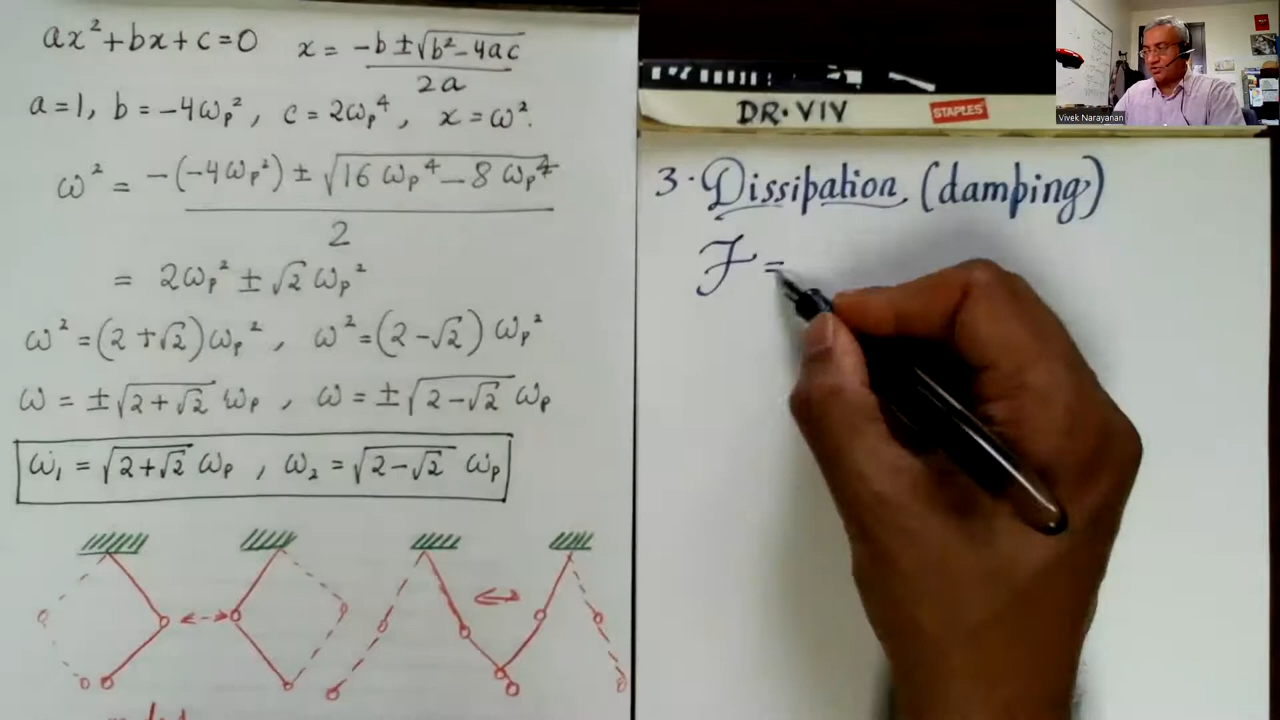 ax²+bx+c=0 x = -b ± √b²-4ac / 2a
a=1, b=-4ωₚ², c=2ωₚ⁴, x=ω².
ω² = -(-4ωₚ²) ± √16ωₚ⁴-8ωₚ⁴ / 2
= 2ωₚ² ± √2 ωₚ²
ω² = (2+√2)ωₚ², ω² = (2-√2) ωₚ²
ω = ±√2+√2 ωₚ, ω = ±√2-√2 ωₚ
ω₁ = √2+√2 ωₚ, ω₂ = √2-√2 ωₚ
DR. VIV STAPLES
3. Dissipation (damping)
F =
Vivek Narayanan